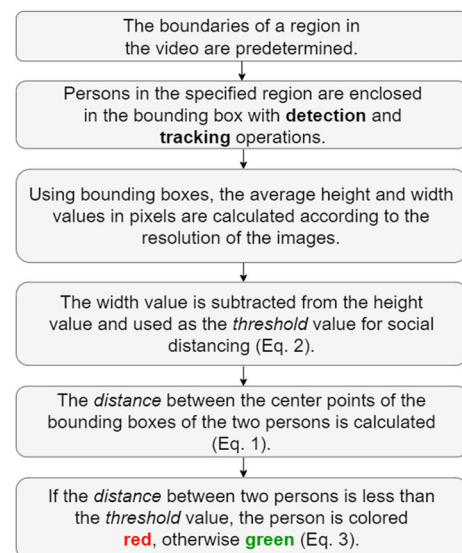 The boundaries of a region in
the video are predetermined.
Persons in the specified region are enclosed
in the bounding box with detection and
tracking operations.
Using bounding boxes, the average height and width
values in pixels are calculated according to the
resolution of the images.
The width value is subtracted from the height
value and used as the threshold value for social
distancing (Eq. 2).
The distance between the center points of the
bounding boxes of the two persons is calculated
(Eq. 1).
If the distance between two persons is less than
the threshold value, the person is colored
red, otherwise green (Eq. 3).